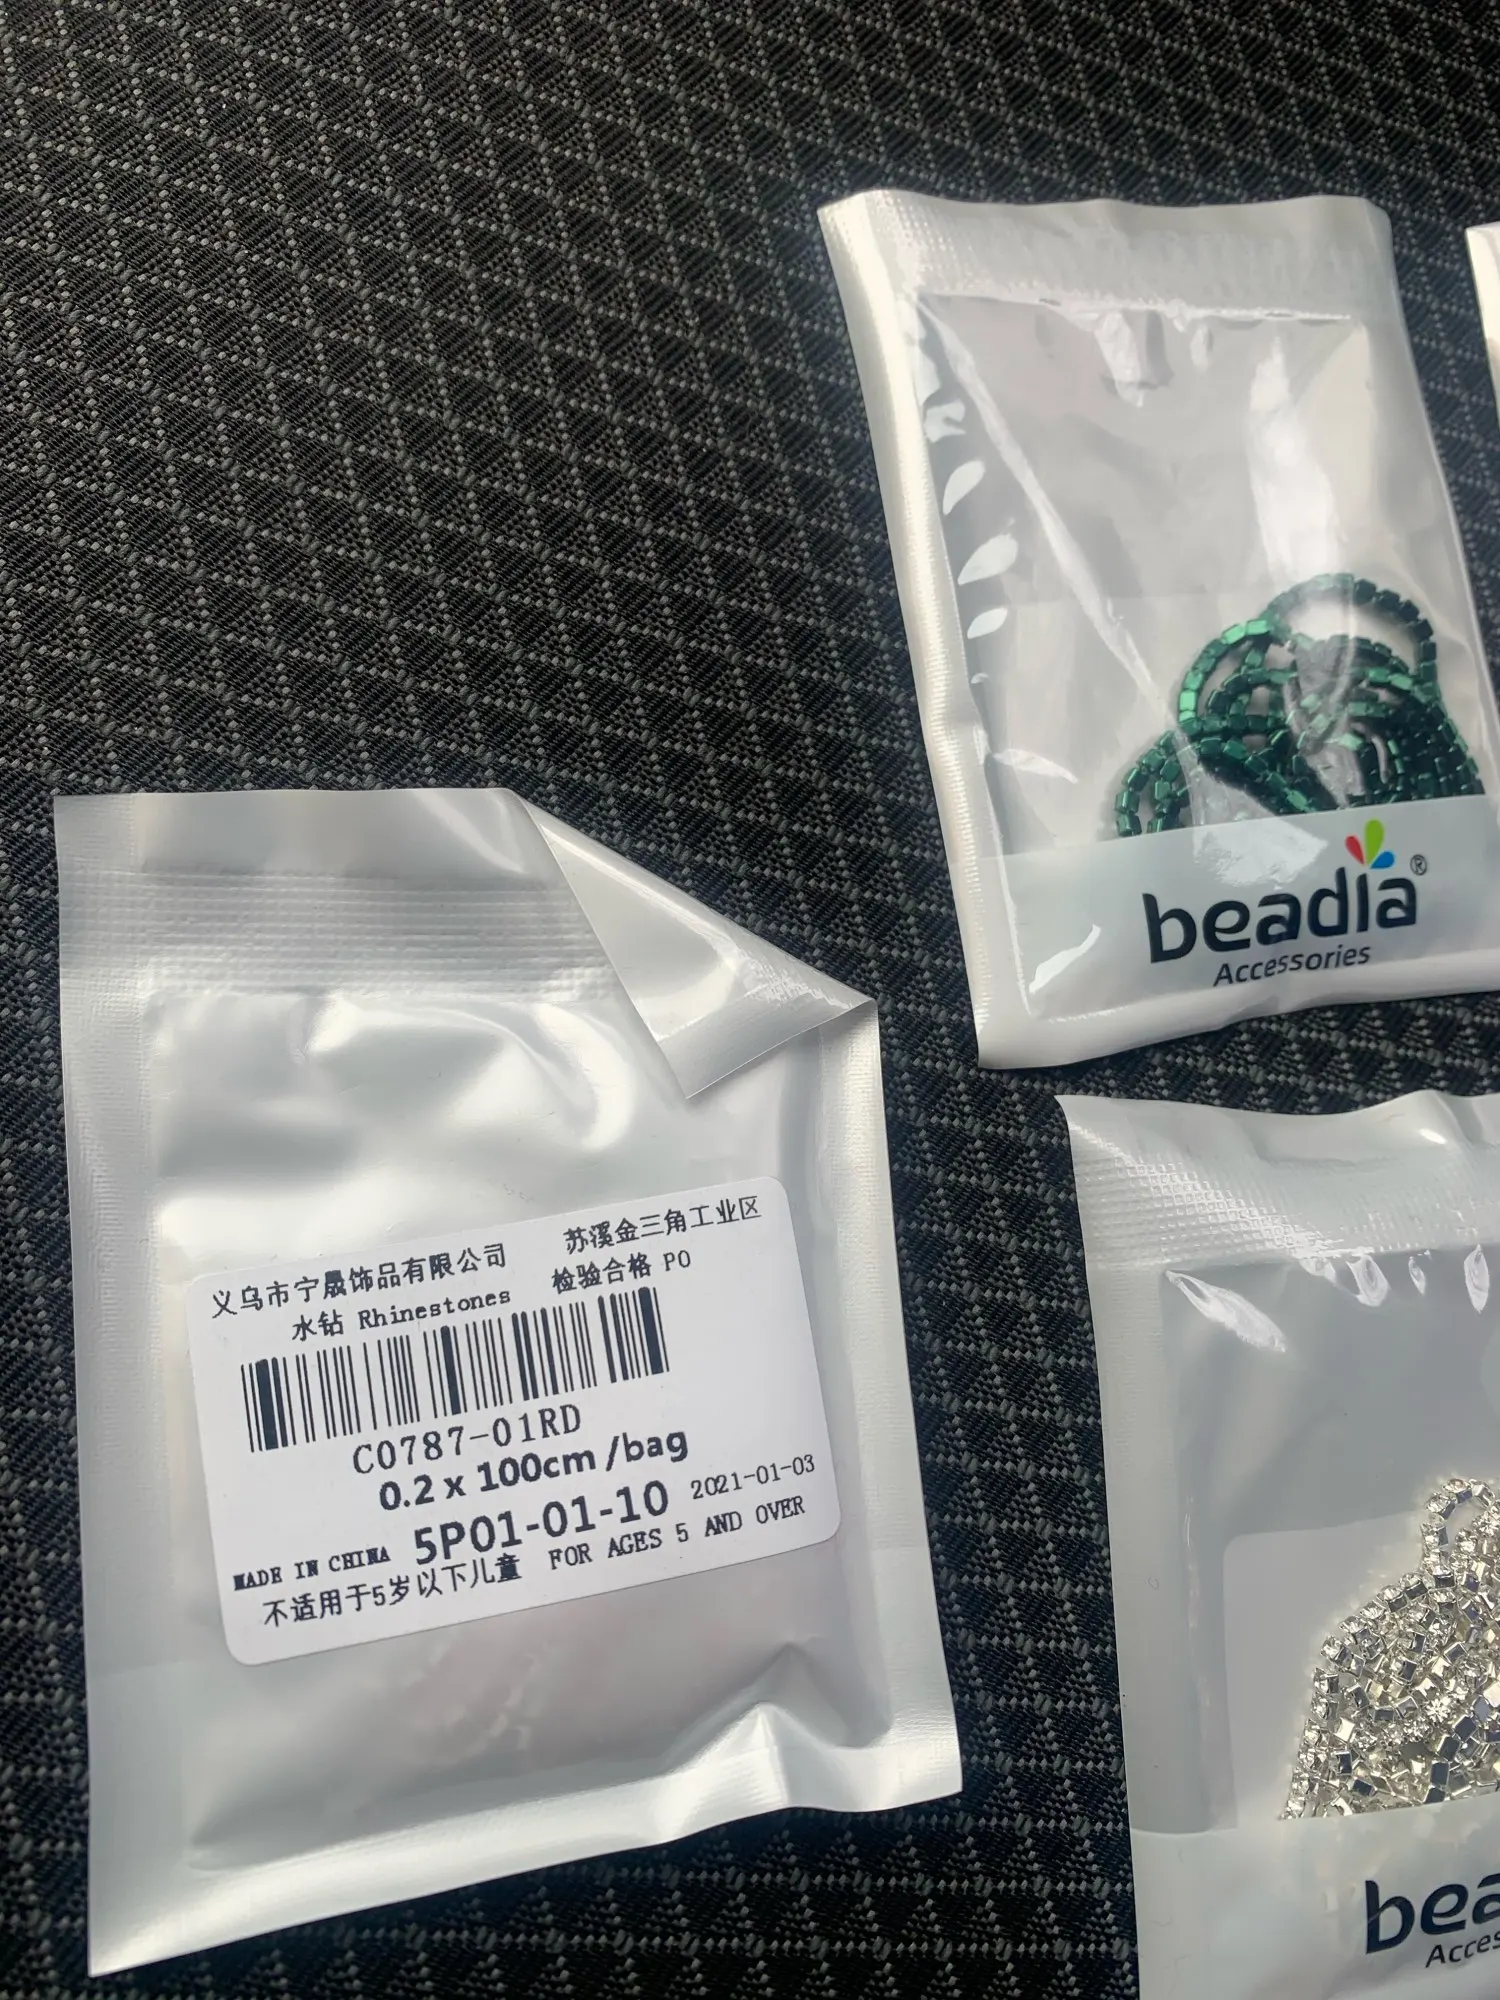 beadla®
Accessories
义乌市宁晟饰品有限公司 苏溪金三角工业区
水钻 Rhinestones 检验合格 PO
C0787-01RD
0.2 x 100cm /bag
5P01-01-10 2021-01-03
MADE IN CHINA FOR AGES 5 AND OVER
不适用于5岁以下儿童
bea
Acces